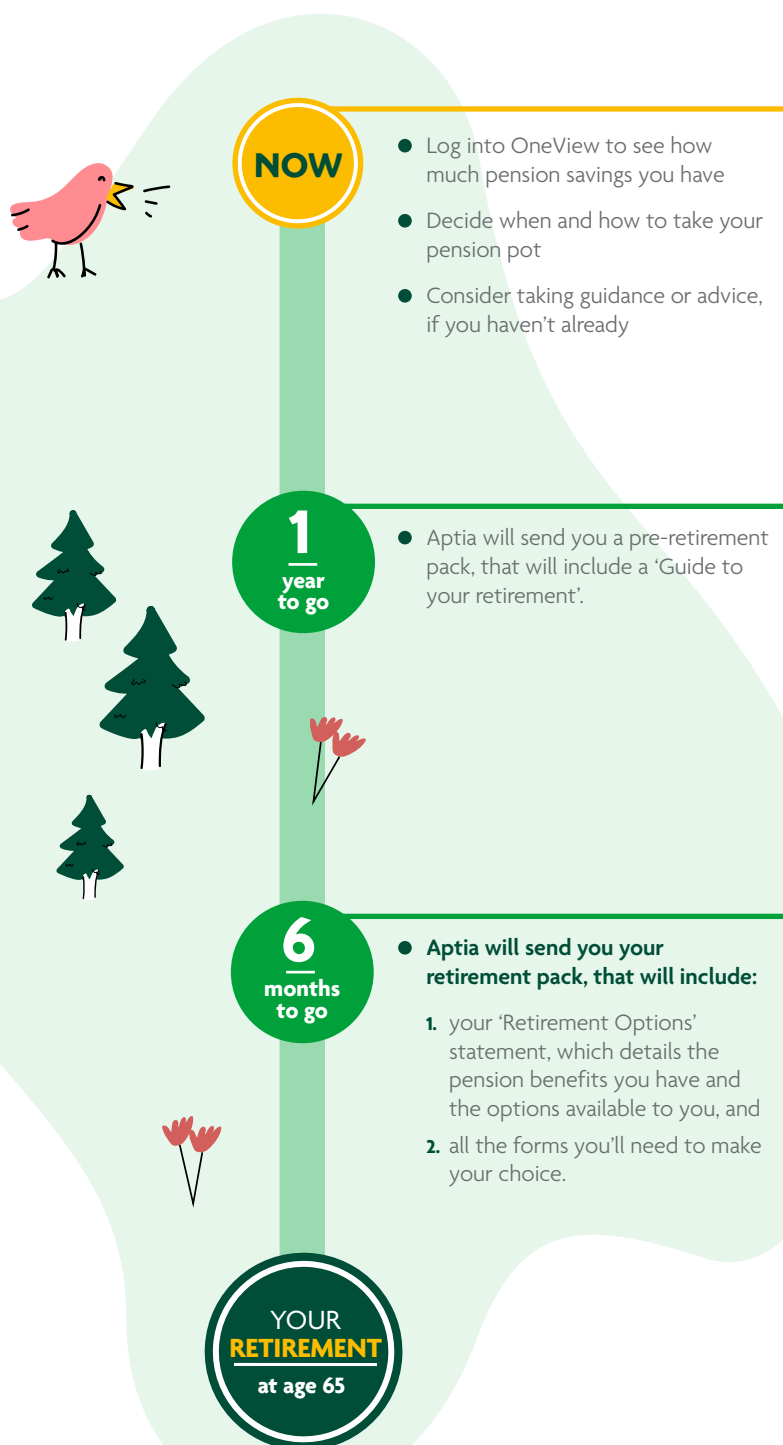 NOW
● Log into OneView to see how
much pension savings you have
● Decide when and how to take your
pension pot
● Consider taking guidance or advice,
if you haven’t already
1
year
to go
● Aptia will send you a pre-retirement
pack, that will include a ‘Guide to
your retirement’.
6
months
to go
● Aptia will send you your
retirement pack, that will include:
1. your ‘Retirement Options’
statement, which details the
pension benefits you have and
the options available to you, and
2. all the forms you’ll need to make
your choice.
YOUR
RETIREMENT
at age 65